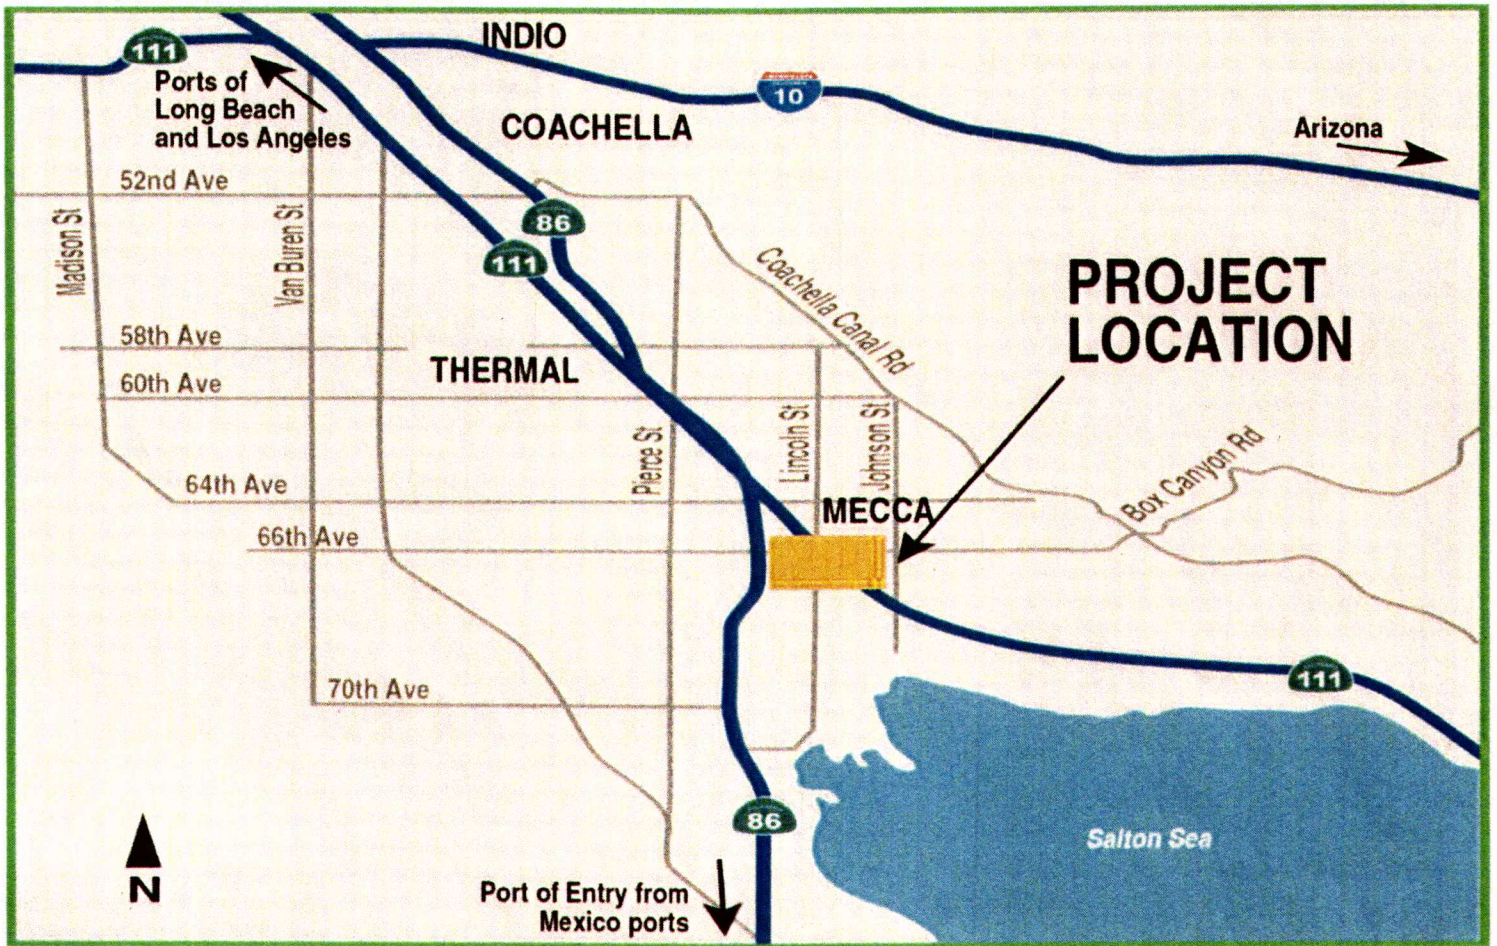 INDIO
111
Ports of
Long Beach
and Los Angeles
10
COACHELLA
Arizona
52nd Ave
Madison St
Van Buren St
86
111
Coachella Canal Rd
PROJECT
LOCATION
58th Ave
THERMAL
60th Ave
Pierce St
Lincoln St
Johnson St
Box Canyon Rd
64th Ave
MECCA
66th Ave
111
70th Ave
86
Salton Sea
N
Port of Entry from
Mexico ports